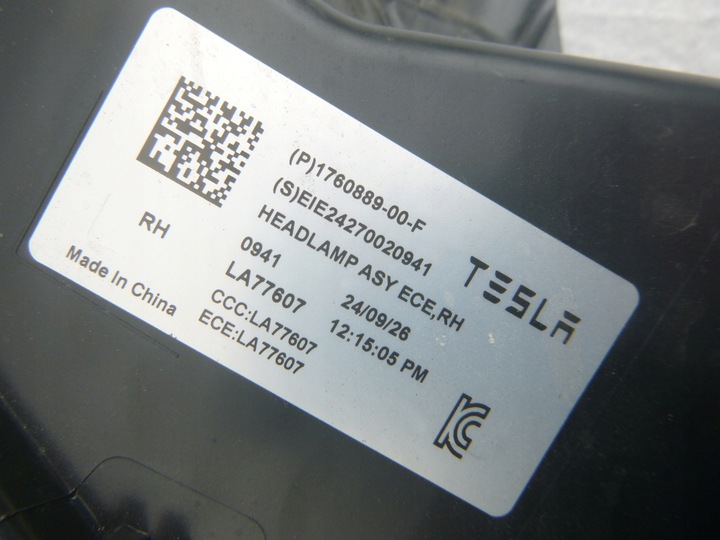 (P)1760889-00-F
(S)EIE24270020941
HEADLAMP ASY ECE,RH
TESLA
RH
0941
24/09/26
LA77607
12:15:05 PM
Made In China
CCC:LA77607
ECE:LA77607
KC